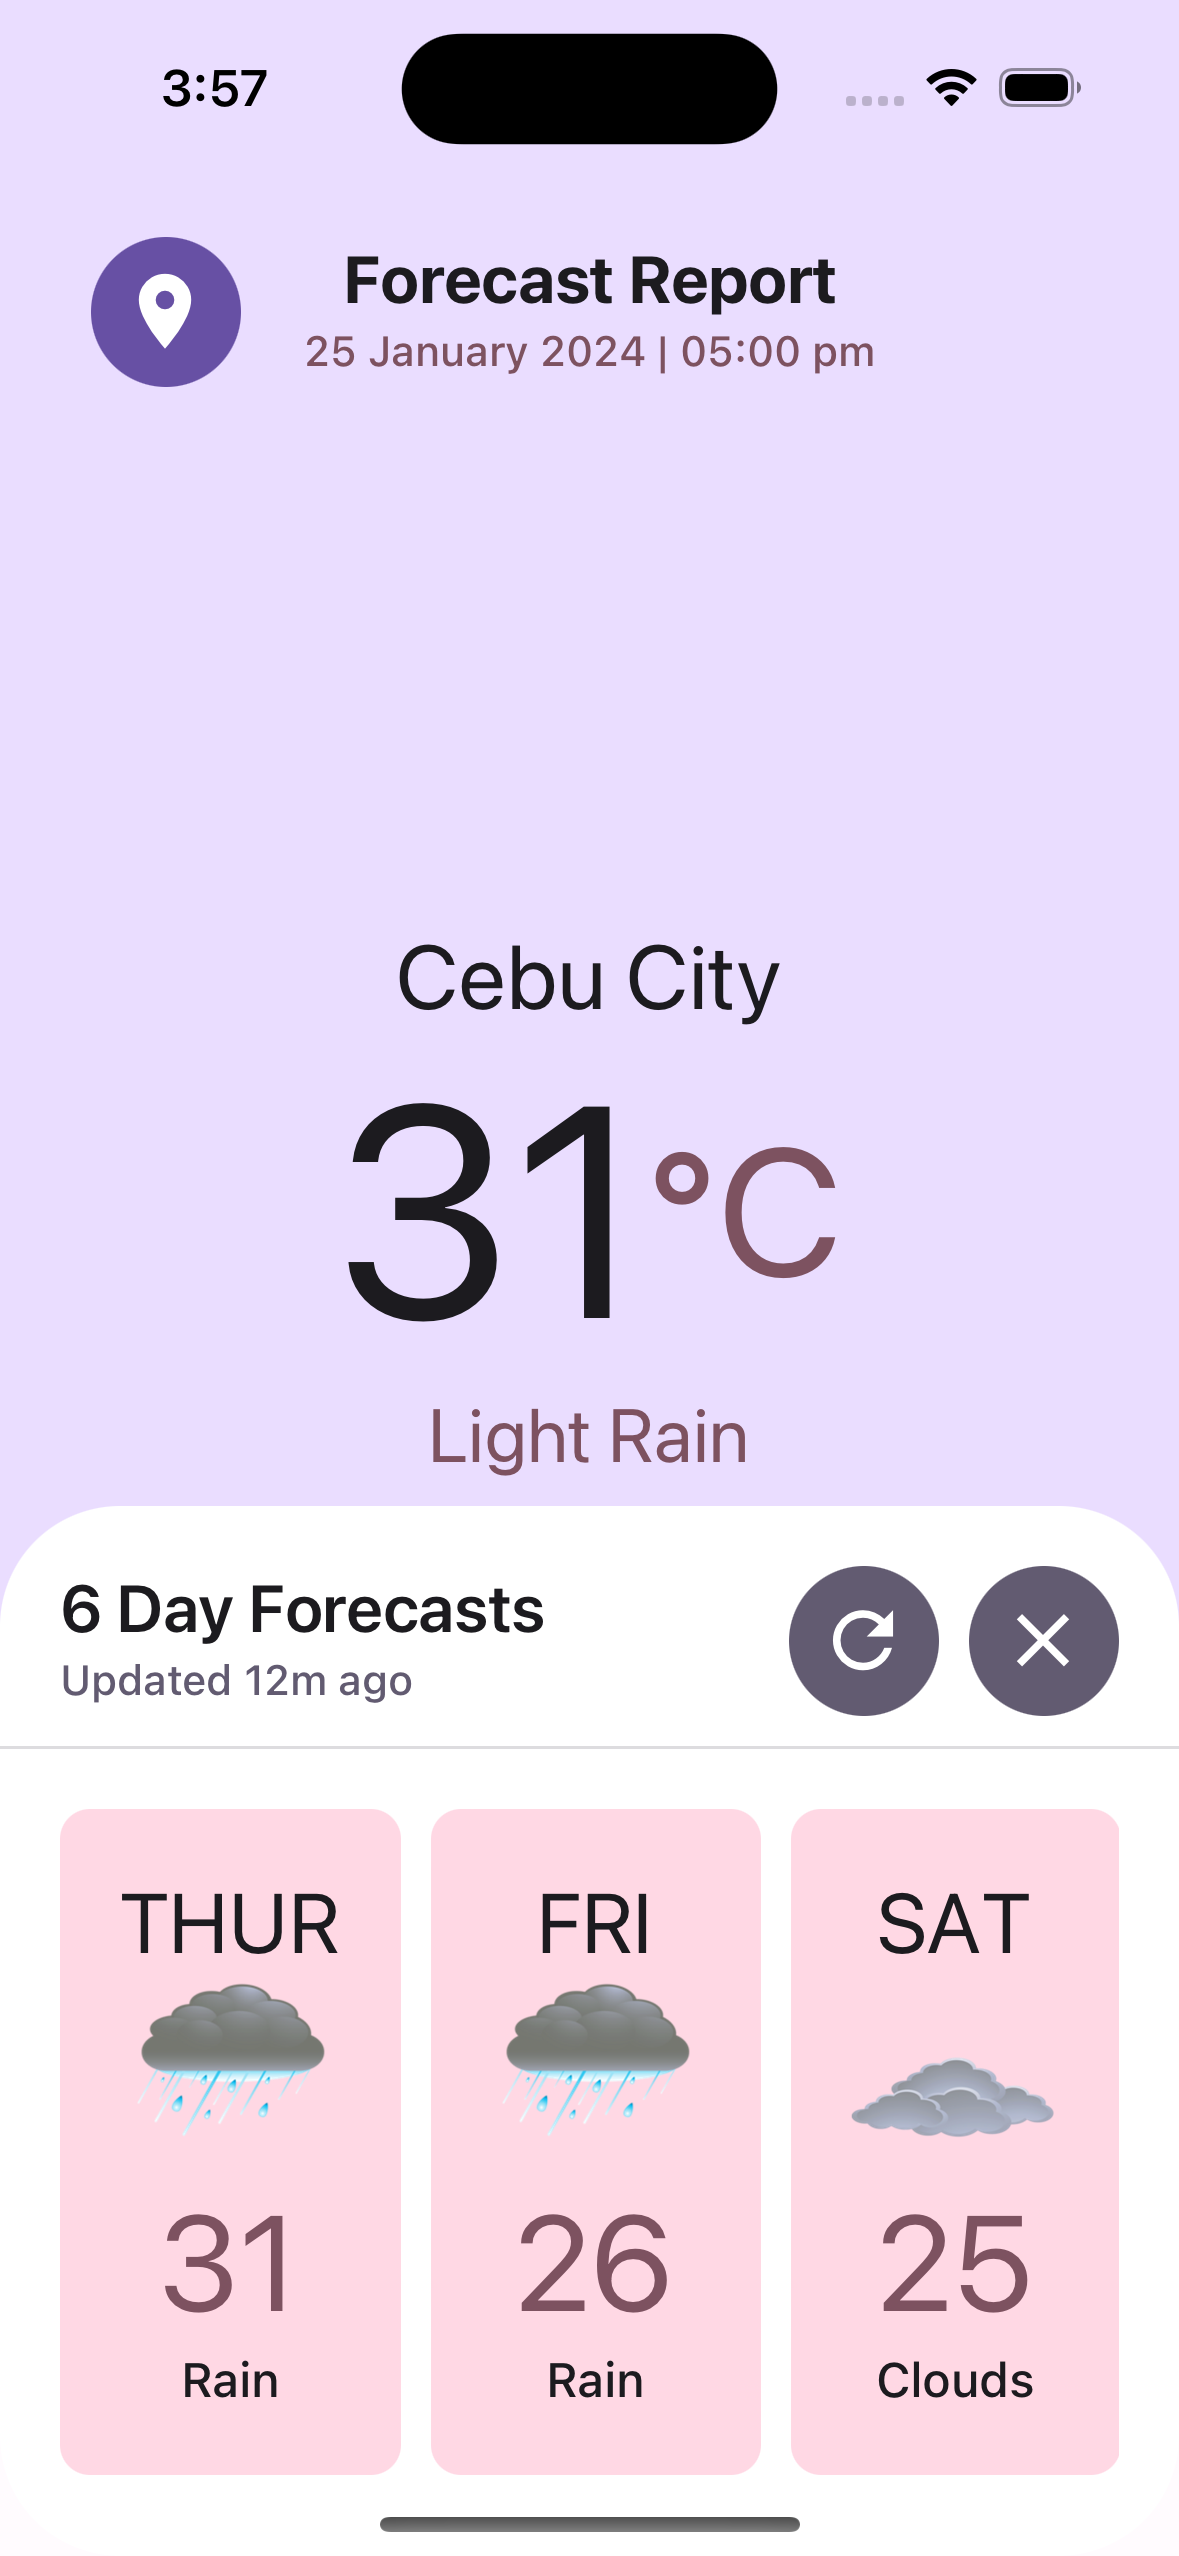 3:57
Forecast Report
25 January 2024 | 05:00 pm
Cebu City
31°C
Light Rain
6 Day Forecasts
Updated 12m ago
THUR
31
Rain
FRI
26
Rain
SAT
25
Clouds